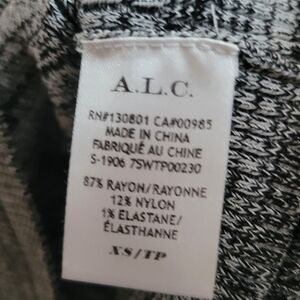 A.L.C.
RN#130801 CA#00985
MADE IN CHINA
FABRIQUÉ AU CHINE
S-1906 7SWTP00230
87% RAYON/RAYONNE
12% NYLON
1% ELASTANE/
ÉLASTHANNE
XS/TP